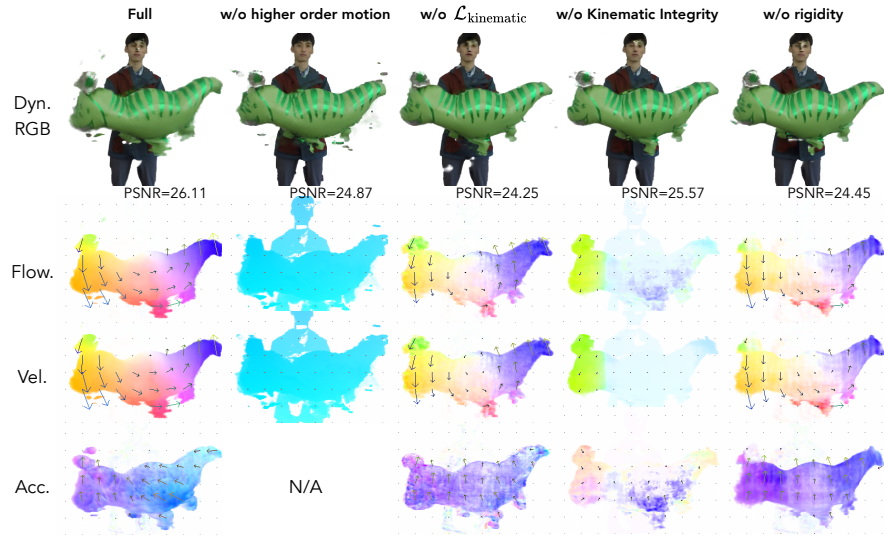 Full w/o higher order motion w/o ℒkinematic w/o Kinematic Integrity w/o rigidity
Dyn.
RGB
PSNR=26.11 PSNR=24.87 PSNR=24.25 PSNR=25.57 PSNR=24.45
Flow.
Vel.
Acc. N/A